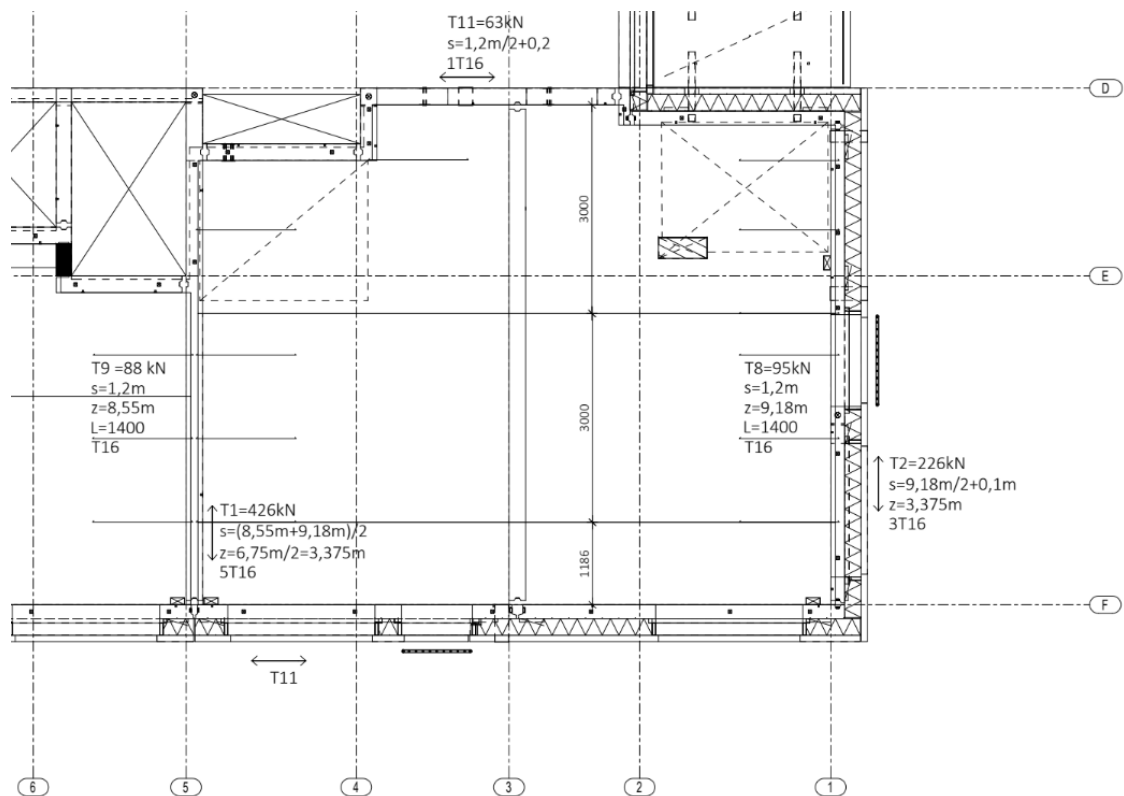 T11=63kN
s=1,2m/2+0,2
1T16
D
3000
E
T9 =88 kN
s=1,2m
z=8,55m
L=1400
T16
T8=95kN
s=1,2m
z=9,18m
L=1400
T16
3000
T2=226kN
s=9,18m/2+0,1m
z=3,375m
3T16
T1=426kN
s=(8,55m+9,18m)/2
z=6,75m/2=3,375m
5T16
1186
F
T11
6
5
4
3
2
1